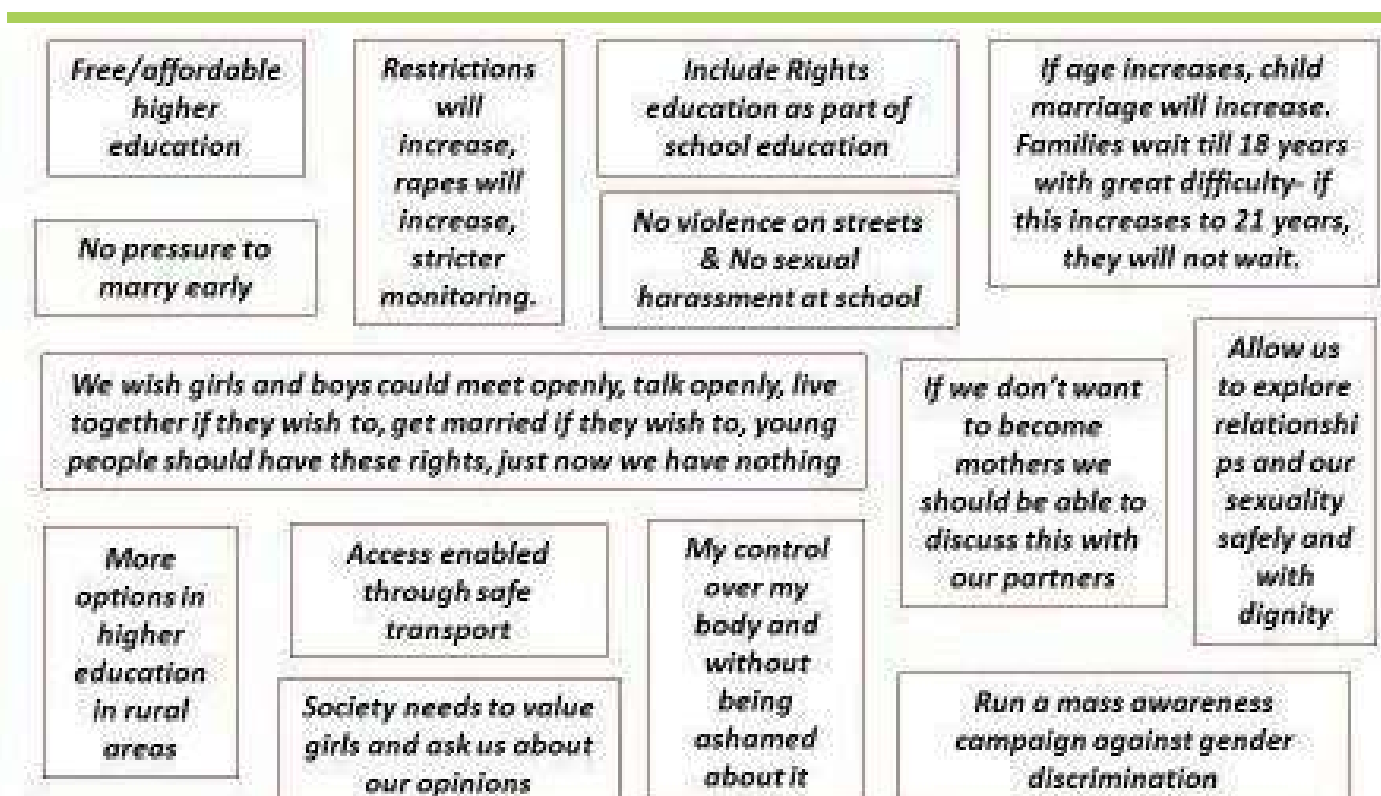 Free/affordable
higher
education
Restrictions
will
increase,
rapes will
increase,
stricter
monitoring.
Include Rights
education as part of
school education
If age increases, child
marriage will increase.
Families wait till 18 years
with great difficulty- if
this increases to 21 years,
they will not wait.
No pressure to
marry early
No violence on streets
& No sexual
harassment at school
We wish girls and boys could meet openly, talk openly, live
together if they wish to, get married if they wish to, young
people should have these rights, just now we have nothing
If we don't want
to become
mothers we
should be able to
discuss this with
our partners
Allow us
to explore
relationshi
ps and our
sexuality
safely and
with
dignity
More
options in
higher
education
in rural
areas
Access enabled
through safe
transport
My control
over my
body and
without
being
ashamed
about it
Society needs to value
girls and ask us about
our opinions
Run a mass awareness
campaign against gender
discrimination